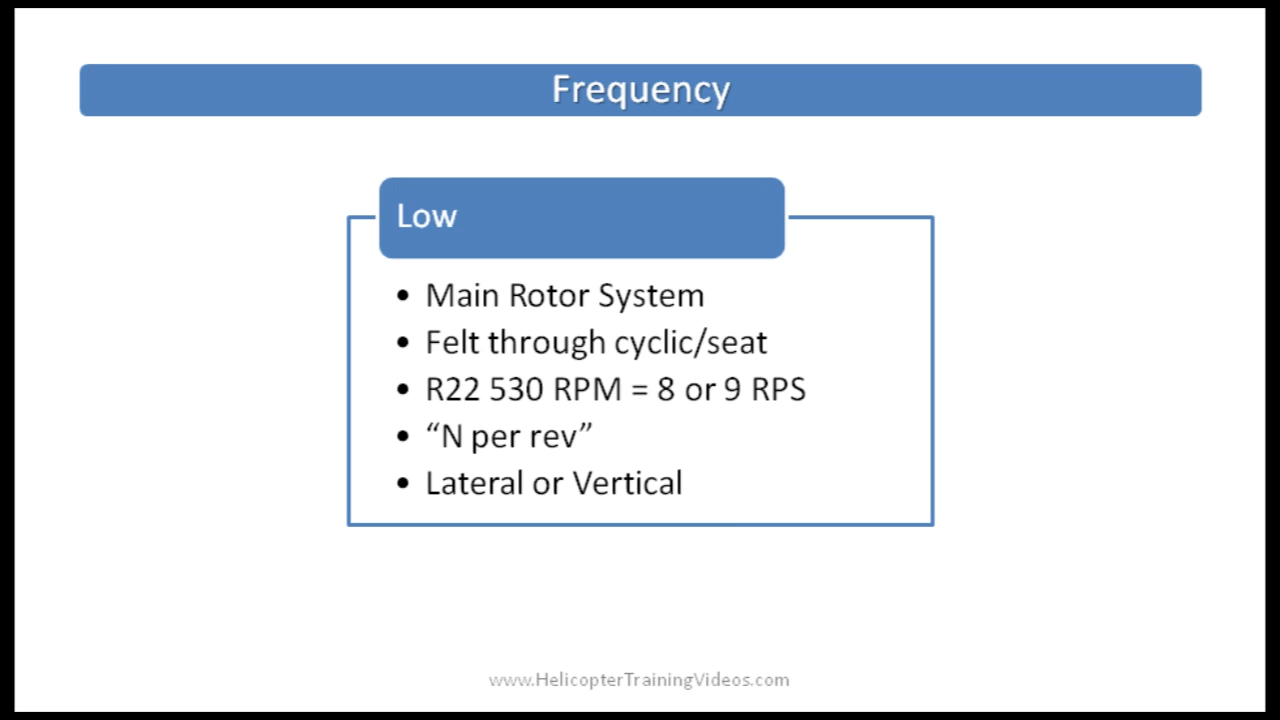 Frequency
Low
• Main Rotor System
• Felt through cyclic/seat
• R22 530 RPM = 8 or 9 RPS
• “N per rev”
• Lateral or Vertical
www.HelicopterTrainingVideos.com